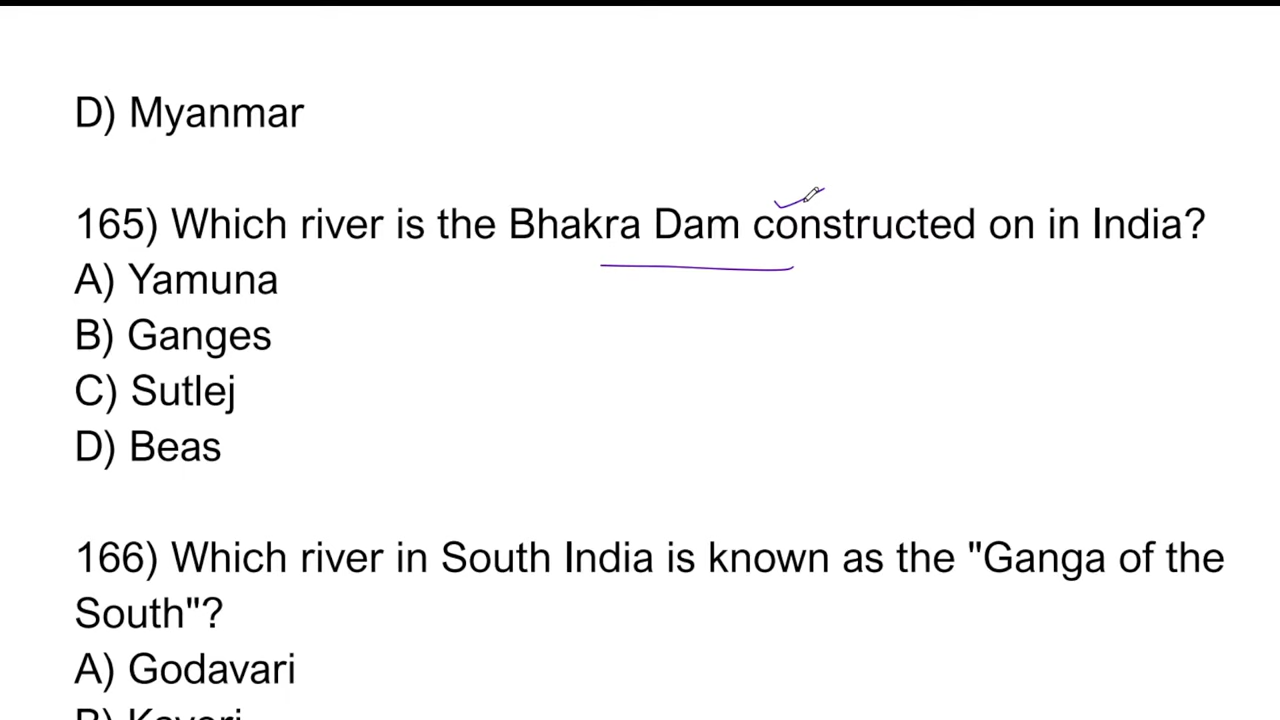 D) Myanmar
165) Which river is the Bhakra Dam constructed on in India?
A) Yamuna
B) Ganges
C) Sutlej
D) Beas
166) Which river in South India is known as the "Ganga of the
South"?
A) Godavari
B) Kaveri